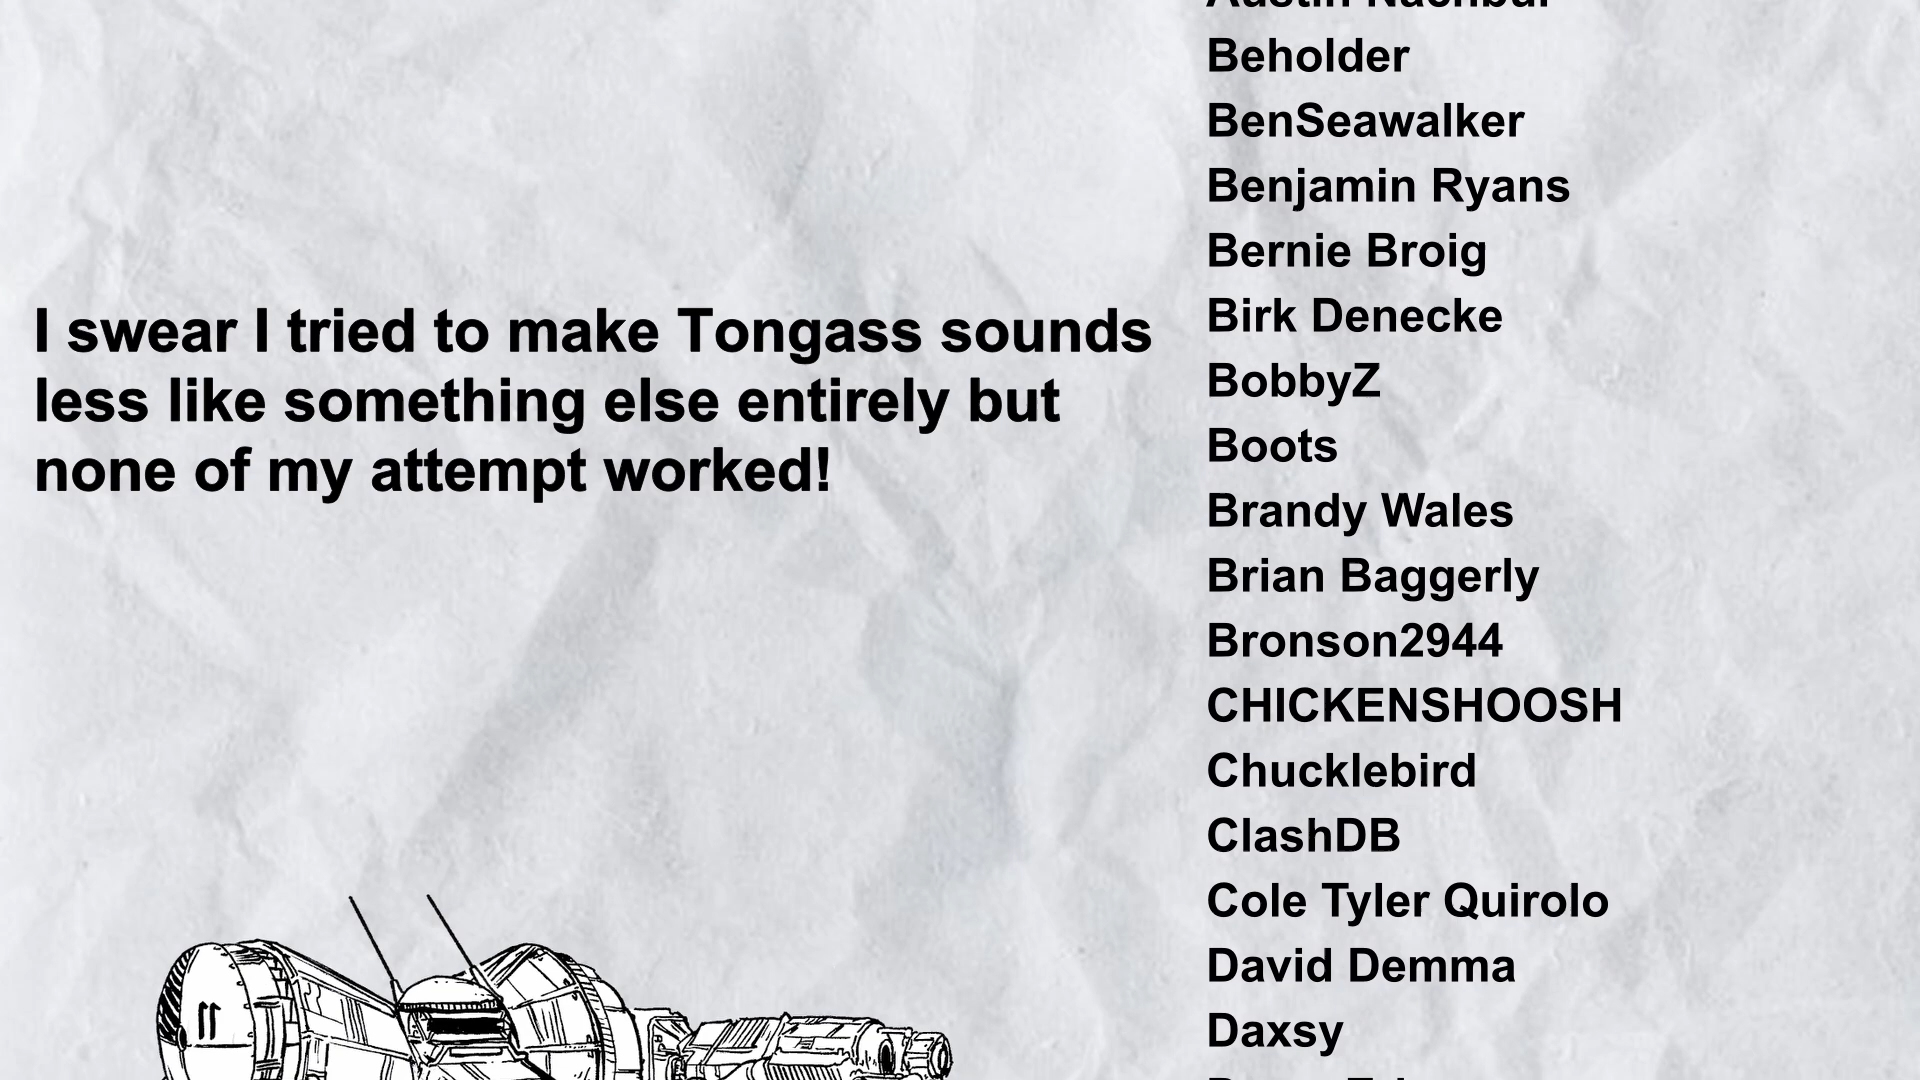 I swear I tried to make Tongass sounds
less like something else entirely but
none of my attempt worked!
Beholder
BenSeawalker
Benjamin Ryans
Bernie Broig
Birk Denecke
BobbyZ
Boots
Brandy Wales
Brian Baggerly
Bronson2944
CHICKENSHOOSH
Chucklebird
ClashDB
Cole Tyler Quirolo
David Demma
Daxsy